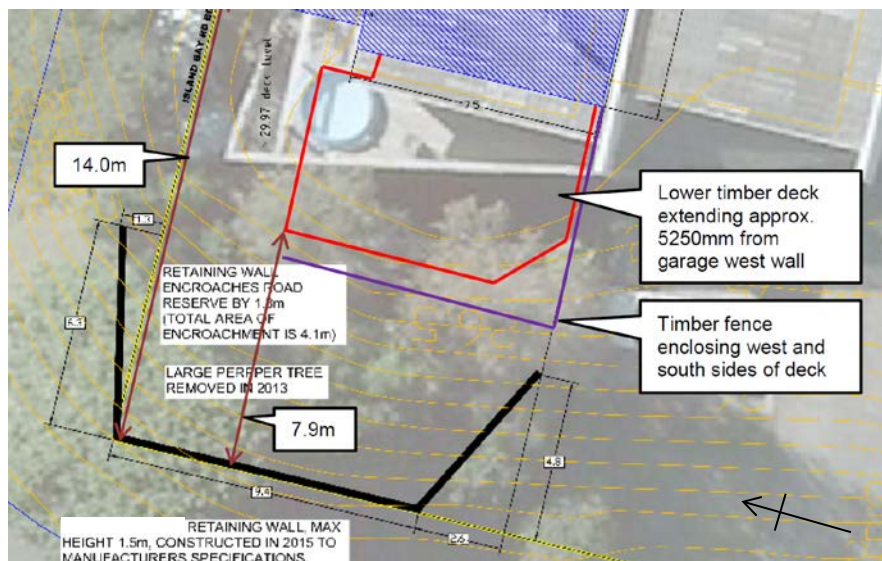 ISLAND BAY RD
29.97 deck level
7.5
14.0m
Lower timber deck
extending approx.
5250mm from
garage west wall
1.3
RETAINING WALL
ENCROACHES ROAD
RESERVE BY 1.3m
(TOTAL AREA OF
ENCROACHMENT IS 4.1m)
Timber fence
enclosing west and
south sides of deck
LARGE PERPPER TREE
REMOVED IN 2013
7.9m
4.8
9.4
2.6
RETAINING WALL, MAX
HEIGHT 1.5m, CONSTRUCTED IN 2015 TO
MANUFACTURERS SPECIFICATIONS